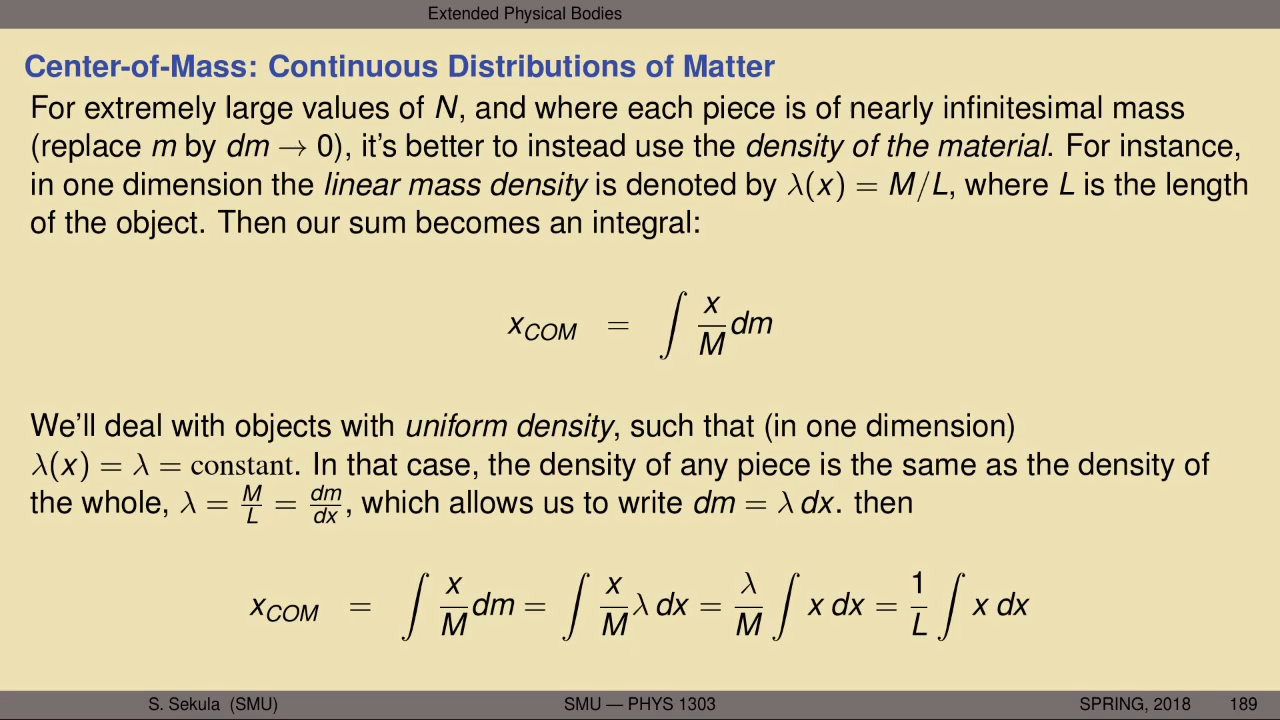 Extended Physical Bodies
Center-of-Mass: Continuous Distributions of Matter
For extremely large values of N, and where each piece is of nearly infinitesimal mass
(replace m by dm → 0), it's better to instead use the density of the material. For instance,
in one dimension the linear mass density is denoted by λ(x) = M/L, where L is the length
of the object. Then our sum becomes an integral:
x_COM = ∫ x/M dm
We'll deal with objects with uniform density, such that (in one dimension)
λ(x) = λ = constant. In that case, the density of any piece is the same as the density of
the whole, λ = M/L = dm/dx, which allows us to write dm = λ dx. then
x_COM = ∫ x/M dm = ∫ x/M λ dx = λ/M ∫ x dx = 1/L ∫ x dx
S. Sekula (SMU) SMU — PHYS 1303 SPRING, 2018 189